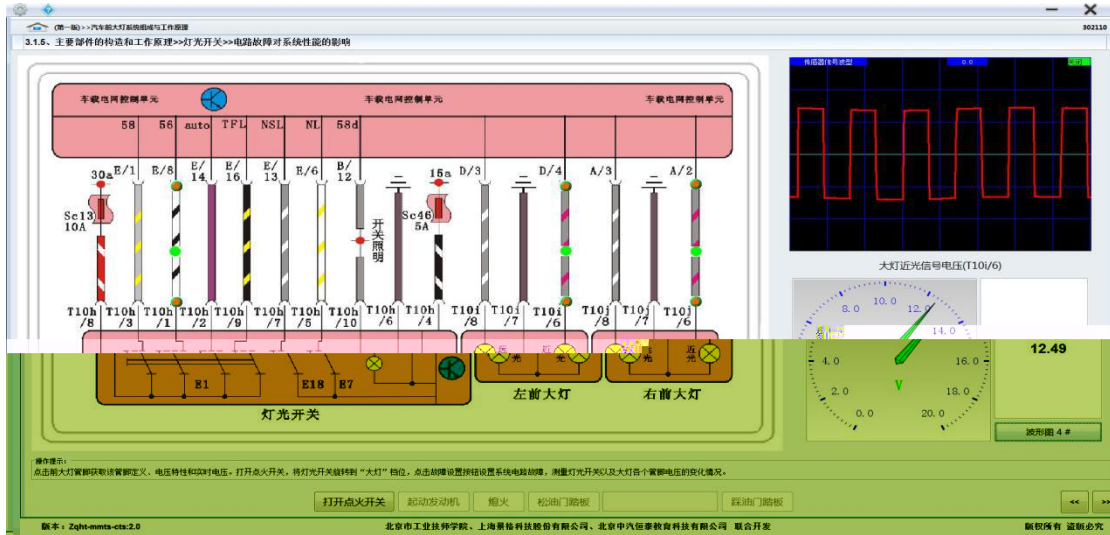 (第一版)>>汽车前大灯系统组成与工作原理
302110
3.1.5、主要部件的构造和工作原理>>灯光开关>>电路故障对系统性能的影响
车载电网控制单元 车载电网控制单元 车载电网控制单元
58 56 auto TFL NSL NL 58d
30a E/1 E/8 E/14 E/16 E/13 E/6 B/12 15a D/3 D/4 A/3 A/2
Sc13 10A
开关照明
Sc46 5A
T10h/8 T10h/3 T10h/1 T10h/2 T10h/9 T10h/7 T10h/5 T10h/10 T10h/6 T10h/4 T10i/8 T10i/7 T10i/6 T10j/8 T10j/7 T10j/6
远光 近光 近光
E1 E18 E7
灯光开关
左前大灯 右前大灯
传感器信号波型 0.0
大灯近光信号电压(T10i/6)
0.0 2.0 4.0 8.0 10.0 12.0 14.0 16.0 18.0 20.0
V
12.49
波形图 4 #
操作提示:
点击前大灯管脚获取该管脚定义、电压特性和实时电压。打开点火开关，将灯光开关旋转到“大灯”档位，点击故障设置按钮设置系统电路故障，测量灯光开关以及大灯各个管脚电压的变化情况。
打开点火开关 起动发动机 熄火 松油门踏板 踩油门踏板 << >>
版本：Zqht-mmts-cts:2.0 北京市工业技师学院、上海景格科技股份有限公司、北京中汽恒泰教育科技有限公司 联合开发 版权所有 盗版必究